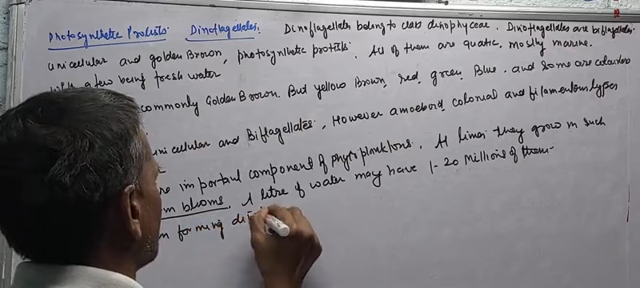 Photosynthetic Protists: Dinoflagellates. Dinoflagellates belong to class dinophyceae. Dinoflagellates are biflagellates
unicellular and golden Brown, photosynthetic protists. All of them are quatic, mostly marine.
a few being fresh water
commonly Golden Brown. But yellow Brown, red, green, Blue. and some are colourless
unicellular and Biflagellates, However amoeboid, colonial and filamentous types
important component of phytoplanktons. At times they grow in such
blooms. A litre of water may have 1-20 millions of them.
forming